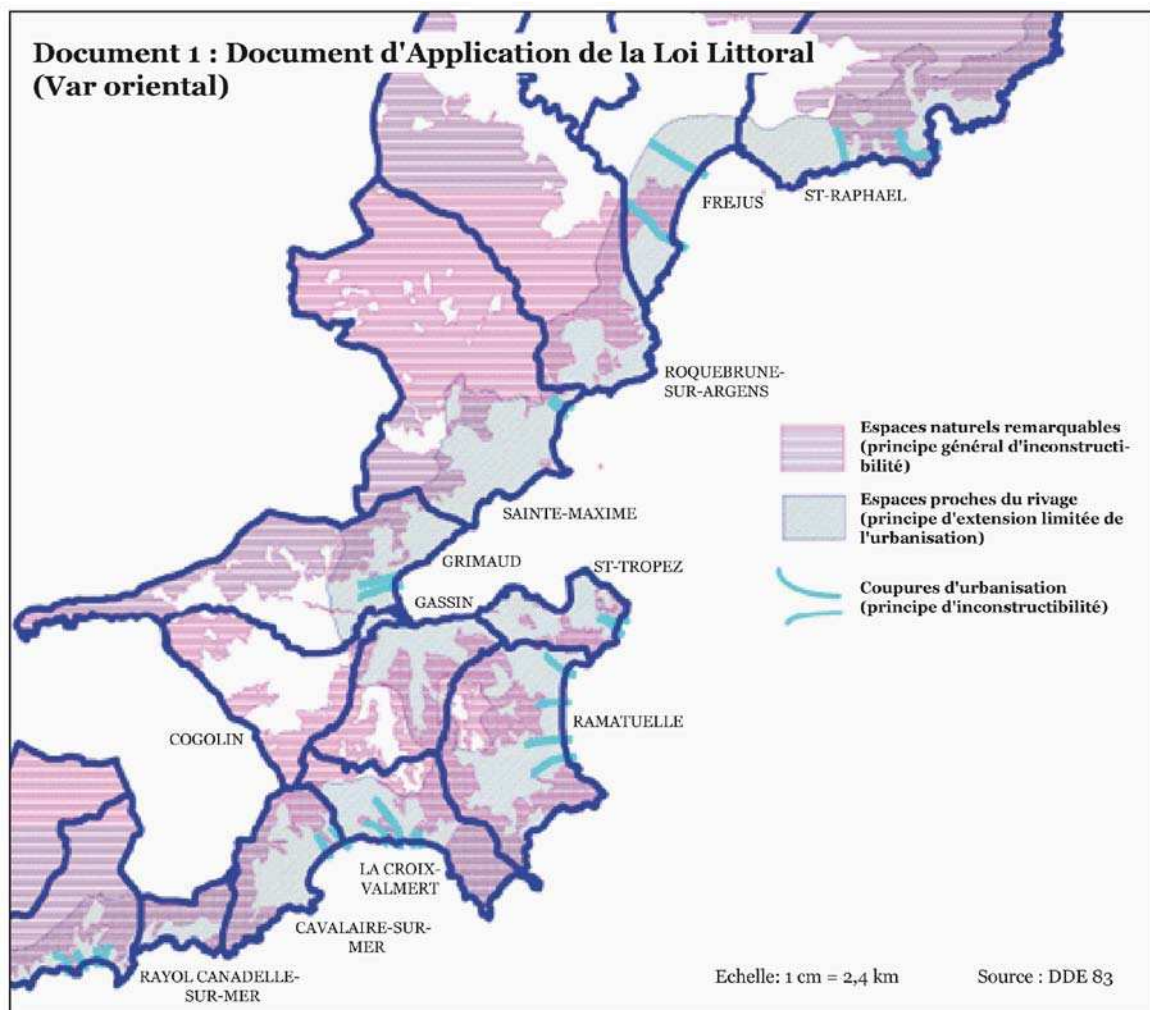 Document 1 : Document d'Application de la Loi Littoral
(Var oriental)
FREJUS
ST-RAPHAEL
ROQUEBRUNE-
SUR-ARGENS
Espaces naturels remarquables
(principe général d'inconstructi-
bilité)
Espaces proches du rivage
(principe d'extension limitée de
l'urbanisation)
Coupures d'urbanisation
(principe d'inconstructibilité)
SAINTE-MAXIME
GRIMAUD
ST-TROPEZ
GASSIN
RAMATUELLE
COGOLIN
LA CROIX-
VALMERT
CAVALAIRE-SUR-
MER
RAYOL CANADELLE-
SUR-MER
Echelle: 1 cm = 2,4 km
Source : DDE 83